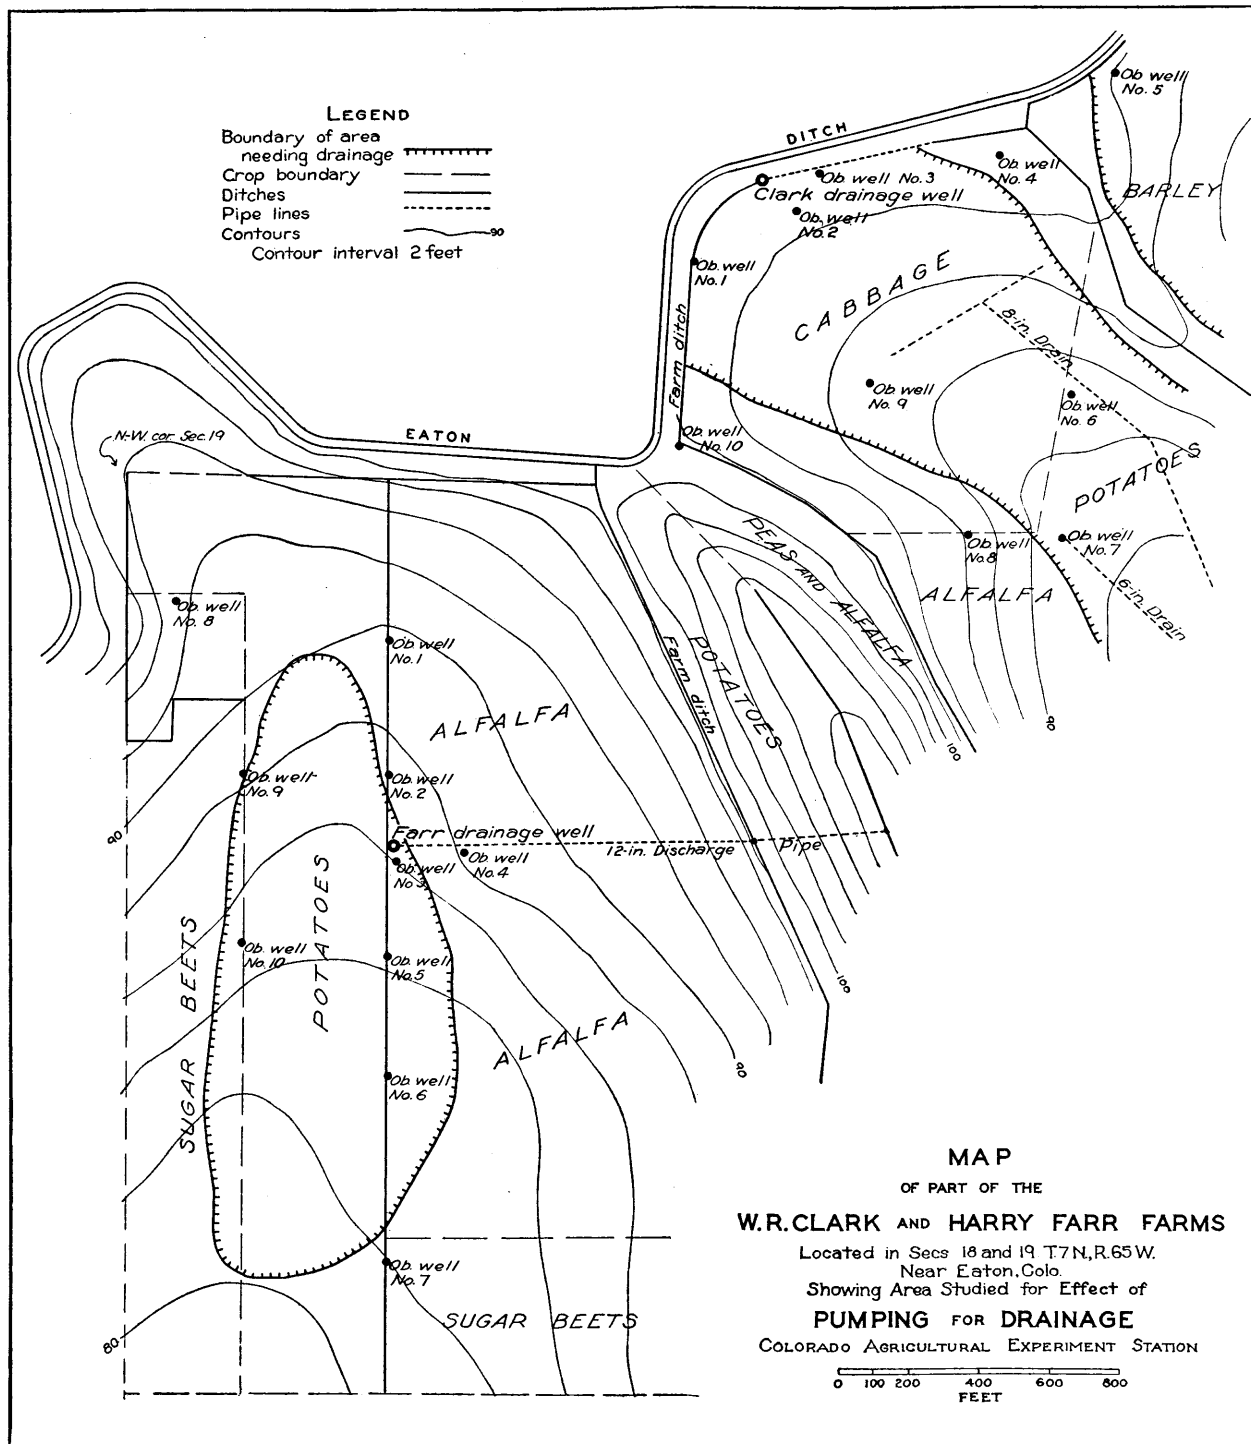 LEGEND
Boundary of area
needing drainage
Crop boundary
Ditches
Pipe lines
Contours
90
Contour interval 2 feet
DITCH
Ob. well
No. 5
Ob. well No. 3
Ob. well
No. 4
Clark drainage well
BARLEY
Ob. well
No. 2
Ob. well
No. 1
CABBAGE
Farm ditch
8-in. Drain
Ob. well
No. 9
Ob. well
No. 6
N-W. cor. Sec. 19
EATON
Ob. well
No. 10
POTATOES
PEAS AND ALFALFA
Ob. well
No. 8
Ob. well
No. 7
ALFALFA
6-in. Drain
Ob. well
No. 8
Ob. well
No. 1
POTATOES
Farm ditch
ALFALFA
90
100
100
Ob. well
No. 9
Ob. well
No. 2
90
Farr drainage well
12-in. Discharge Pipe
Ob. well
No. 3
Ob. well
No. 4
POTATOES
SUGAR BEETS
Ob. well
No. 10
Ob. well
No. 5
100
ALFALFA
90
Ob. well
No. 6
Ob. well
No. 7
SUGAR BEETS
80
MAP
OF PART OF THE
W.R. CLARK AND HARRY FARR FARMS
Located in Secs 18 and 19 T.7 N., R.65 W.
Near Eaton, Colo.
Showing Area Studied for Effect of
PUMPING FOR DRAINAGE
COLORADO AGRICULTURAL EXPERIMENT STATION
0 100 200 400 600 800
FEET